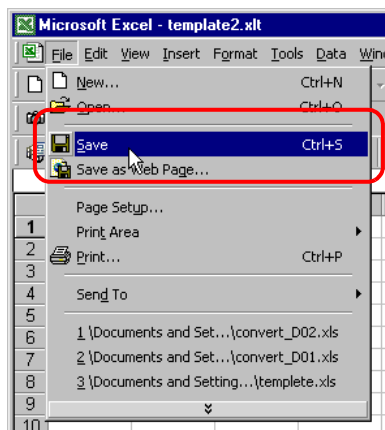 Microsoft Excel - template2.xlt
File Edit View Insert Format Tools Data
New... Ctrl+N
Open... Ctrl+O
Save Ctrl+S
Save as Web Page...
Page Setup...
1
Print Area
2
Print... Ctrl+P
3
4
Send To
5
6
1 \Documents and Set...\convert_D02.xls
7
2 \Documents and Set...\convert_D01.xls
8
3 \Documents and Setting...\templete.xls
9
10